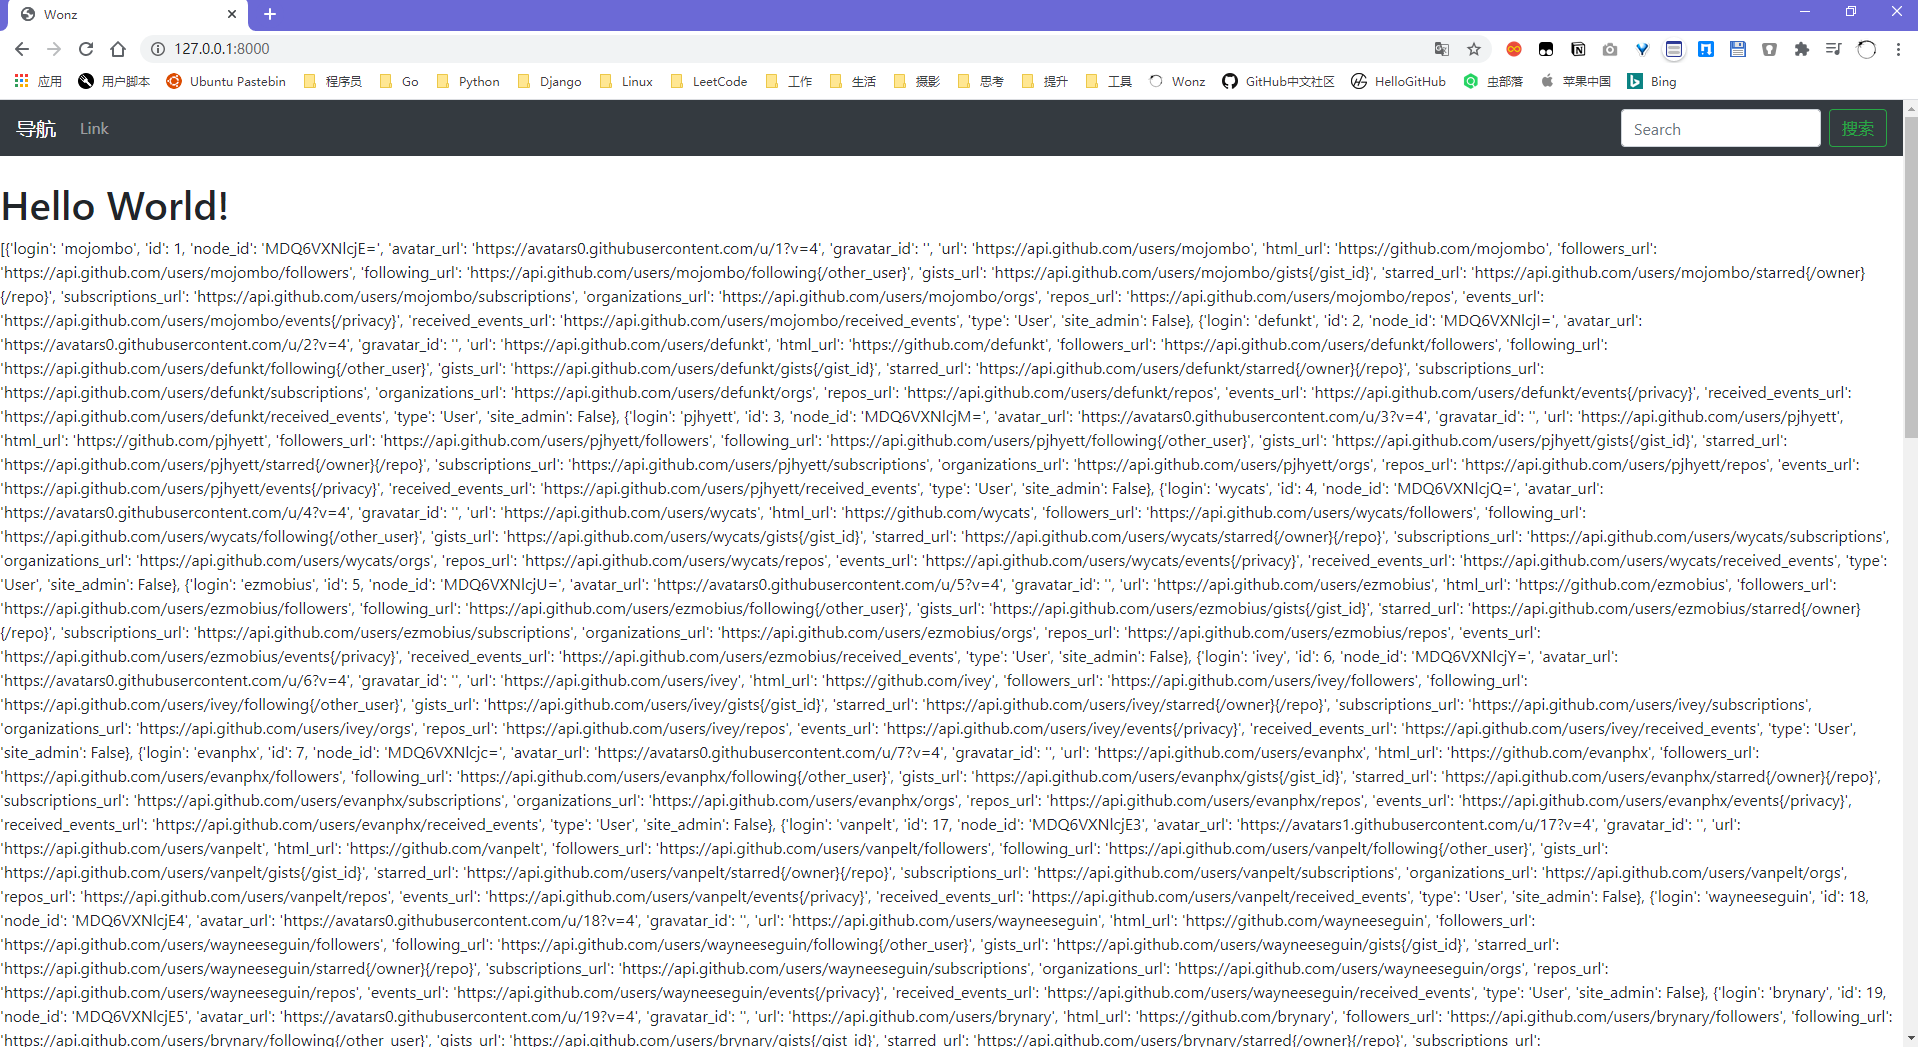 Wonz
127.0.0.1:8000
应用 用户脚本 Ubuntu Pastebin 程序员 Go Python Django Linux LeetCode 工作 生活 摄影 思考 提升 工具 Wonz GitHub中文社区 HelloGitHub 虫部落 苹果中国 Bing
导航 Link Search 搜索
Hello World!
[{'login': 'mojombo', 'id': 1, 'node_id': 'MDQ6VXNlcjE=', 'avatar_url': 'https://avatars0.githubusercontent.com/u/1?v=4', 'gravatar_id': '', 'url': 'https://api.github.com/users/mojombo', 'html_url': 'https://github.com/mojombo', 'followers_url':
'https://api.github.com/users/mojombo/followers', 'following_url': 'https://api.github.com/users/mojombo/following{/other_user}', 'gists_url': 'https://api.github.com/users/mojombo/gists{/gist_id}', 'starred_url': 'https://api.github.com/users/mojombo/starred{/owner}
{/repo}', 'subscriptions_url': 'https://api.github.com/users/mojombo/subscriptions', 'organizations_url': 'https://api.github.com/users/mojombo/orgs', 'repos_url': 'https://api.github.com/users/mojombo/repos', 'events_url':
'https://api.github.com/users/mojombo/events{/privacy}', 'received_events_url': 'https://api.github.com/users/mojombo/received_events', 'type': 'User', 'site_admin': False}, {'login': 'defunkt', 'id': 2, 'node_id': 'MDQ6VXNlcjI=', 'avatar_url':
'https://avatars0.githubusercontent.com/u/2?v=4', 'gravatar_id': '', 'url': 'https://api.github.com/users/defunkt', 'html_url': 'https://github.com/defunkt', 'followers_url': 'https://api.github.com/users/defunkt/followers', 'following_url':
'https://api.github.com/users/defunkt/following{/other_user}', 'gists_url': 'https://api.github.com/users/defunkt/gists{/gist_id}', 'starred_url': 'https://api.github.com/users/defunkt/starred{/owner}{/repo}', 'subscriptions_url':
'https://api.github.com/users/defunkt/subscriptions', 'organizations_url': 'https://api.github.com/users/defunkt/orgs', 'repos_url': 'https://api.github.com/users/defunkt/repos', 'events_url': 'https://api.github.com/users/defunkt/events{/privacy}', 'received_events_url':
'https://api.github.com/users/defunkt/received_events', 'type': 'User', 'site_admin': False}, {'login': 'pjhyett', 'id': 3, 'node_id': 'MDQ6VXNlcjM=', 'avatar_url': 'https://avatars0.githubusercontent.com/u/3?v=4', 'gravatar_id': '', 'url': 'https://api.github.com/users/pjhyett',
'html_url': 'https://github.com/pjhyett', 'followers_url': 'https://api.github.com/users/pjhyett/followers', 'following_url': 'https://api.github.com/users/pjhyett/following{/other_user}', 'gists_url': 'https://api.github.com/users/pjhyett/gists{/gist_id}', 'starred_url':
'https://api.github.com/users/pjhyett/starred{/owner}{/repo}', 'subscriptions_url': 'https://api.github.com/users/pjhyett/subscriptions', 'organizations_url': 'https://api.github.com/users/pjhyett/orgs', 'repos_url': 'https://api.github.com/users/pjhyett/repos', 'events_url':
'https://api.github.com/users/pjhyett/events{/privacy}', 'received_events_url': 'https://api.github.com/users/pjhyett/received_events', 'type': 'User', 'site_admin': False}, {'login': 'wycats', 'id': 4, 'node_id': 'MDQ6VXNlcjQ=', 'avatar_url':
'https://avatars0.githubusercontent.com/u/4?v=4', 'gravatar_id': '', 'url': 'https://api.github.com/users/wycats', 'html_url': 'https://github.com/wycats', 'followers_url': 'https://api.github.com/users/wycats/followers', 'following_url':
'https://api.github.com/users/wycats/following{/other_user}', 'gists_url': 'https://api.github.com/users/wycats/gists{/gist_id}', 'starred_url': 'https://api.github.com/users/wycats/starred{/owner}{/repo}', 'subscriptions_url': 'https://api.github.com/users/wycats/subscriptions',
'organizations_url': 'https://api.github.com/users/wycats/orgs', 'repos_url': 'https://api.github.com/users/wycats/repos', 'events_url': 'https://api.github.com/users/wycats/events{/privacy}', 'received_events_url': 'https://api.github.com/users/wycats/received_events', 'type':
'User', 'site_admin': False}, {'login': 'ezmobius', 'id': 5, 'node_id': 'MDQ6VXNlcjU=', 'avatar_url': 'https://avatars0.githubusercontent.com/u/5?v=4', 'gravatar_id': '', 'url': 'https://api.github.com/users/ezmobius', 'html_url': 'https://github.com/ezmobius', 'followers_url':
'https://api.github.com/users/ezmobius/followers', 'following_url': 'https://api.github.com/users/ezmobius/following{/other_user}', 'gists_url': 'https://api.github.com/users/ezmobius/gists{/gist_id}', 'starred_url': 'https://api.github.com/users/ezmobius/starred{/owner}
{/repo}', 'subscriptions_url': 'https://api.github.com/users/ezmobius/subscriptions', 'organizations_url': 'https://api.github.com/users/ezmobius/orgs', 'repos_url': 'https://api.github.com/users/ezmobius/repos', 'events_url':
'https://api.github.com/users/ezmobius/events{/privacy}', 'received_events_url': 'https://api.github.com/users/ezmobius/received_events', 'type': 'User', 'site_admin': False}, {'login': 'ivey', 'id': 6, 'node_id': 'MDQ6VXNlcjY=', 'avatar_url':
'https://avatars0.githubusercontent.com/u/6?v=4', 'gravatar_id': '', 'url': 'https://api.github.com/users/ivey', 'html_url': 'https://github.com/ivey', 'followers_url': 'https://api.github.com/users/ivey/followers', 'following_url':
'https://api.github.com/users/ivey/following{/other_user}', 'gists_url': 'https://api.github.com/users/ivey/gists{/gist_id}', 'starred_url': 'https://api.github.com/users/ivey/starred{/owner}{/repo}', 'subscriptions_url': 'https://api.github.com/users/ivey/subscriptions',
'organizations_url': 'https://api.github.com/users/ivey/orgs', 'repos_url': 'https://api.github.com/users/ivey/repos', 'events_url': 'https://api.github.com/users/ivey/events{/privacy}', 'received_events_url': 'https://api.github.com/users/ivey/received_events', 'type': 'User',
'site_admin': False}, {'login': 'evanphx', 'id': 7, 'node_id': 'MDQ6VXNlcjc=', 'avatar_url': 'https://avatars0.githubusercontent.com/u/7?v=4', 'gravatar_id': '', 'url': 'https://api.github.com/users/evanphx', 'html_url': 'https://github.com/evanphx', 'followers_url':
'https://api.github.com/users/evanphx/followers', 'following_url': 'https://api.github.com/users/evanphx/following{/other_user}', 'gists_url': 'https://api.github.com/users/evanphx/gists{/gist_id}', 'starred_url': 'https://api.github.com/users/evanphx/starred{/owner}{/repo}',
'subscriptions_url': 'https://api.github.com/users/evanphx/subscriptions', 'organizations_url': 'https://api.github.com/users/evanphx/orgs', 'repos_url': 'https://api.github.com/users/evanphx/repos', 'events_url': 'https://api.github.com/users/evanphx/events{/privacy}',
'received_events_url': 'https://api.github.com/users/evanphx/received_events', 'type': 'User', 'site_admin': False}, {'login': 'vanpelt', 'id': 17, 'node_id': 'MDQ6VXNlcjE3', 'avatar_url': 'https://avatars1.githubusercontent.com/u/17?v=4', 'gravatar_id': '', 'url':
'https://api.github.com/users/vanpelt', 'html_url': 'https://github.com/vanpelt', 'followers_url': 'https://api.github.com/users/vanpelt/followers', 'following_url': 'https://api.github.com/users/vanpelt/following{/other_user}', 'gists_url':
'https://api.github.com/users/vanpelt/gists{/gist_id}', 'starred_url': 'https://api.github.com/users/vanpelt/starred{/owner}{/repo}', 'subscriptions_url': 'https://api.github.com/users/vanpelt/subscriptions', 'organizations_url': 'https://api.github.com/users/vanpelt/orgs',
'repos_url': 'https://api.github.com/users/vanpelt/repos', 'events_url': 'https://api.github.com/users/vanpelt/events{/privacy}', 'received_events_url': 'https://api.github.com/users/vanpelt/received_events', 'type': 'User', 'site_admin': False}, {'login': 'wayneeseguin', 'id': 18,
'node_id': 'MDQ6VXNlcjE4', 'avatar_url': 'https://avatars0.githubusercontent.com/u/18?v=4', 'gravatar_id': '', 'url': 'https://api.github.com/users/wayneeseguin', 'html_url': 'https://github.com/wayneeseguin', 'followers_url':
'https://api.github.com/users/wayneeseguin/followers', 'following_url': 'https://api.github.com/users/wayneeseguin/following{/other_user}', 'gists_url': 'https://api.github.com/users/wayneeseguin/gists{/gist_id}', 'starred_url':
'https://api.github.com/users/wayneeseguin/starred{/owner}{/repo}', 'subscriptions_url': 'https://api.github.com/users/wayneeseguin/subscriptions', 'organizations_url': 'https://api.github.com/users/wayneeseguin/orgs', 'repos_url':
'https://api.github.com/users/wayneeseguin/repos', 'events_url': 'https://api.github.com/users/wayneeseguin/events{/privacy}', 'received_events_url': 'https://api.github.com/users/wayneeseguin/received_events', 'type': 'User', 'site_admin': False}, {'login': 'brynary', 'id': 19,
'node_id': 'MDQ6VXNlcjE5', 'avatar_url': 'https://avatars0.githubusercontent.com/u/19?v=4', 'gravatar_id': '', 'url': 'https://api.github.com/users/brynary', 'html_url': 'https://github.com/brynary', 'followers_url': 'https://api.github.com/users/brynary/followers', 'following_url':
'https://api.github.com/users/brynary/following{/other_user}', 'gists_url': 'https://api.github.com/users/brynary/gists{/gist_id}', 'starred_url': 'https://api.github.com/users/brynary/starred{/owner}{/repo}', 'subscriptions_url':